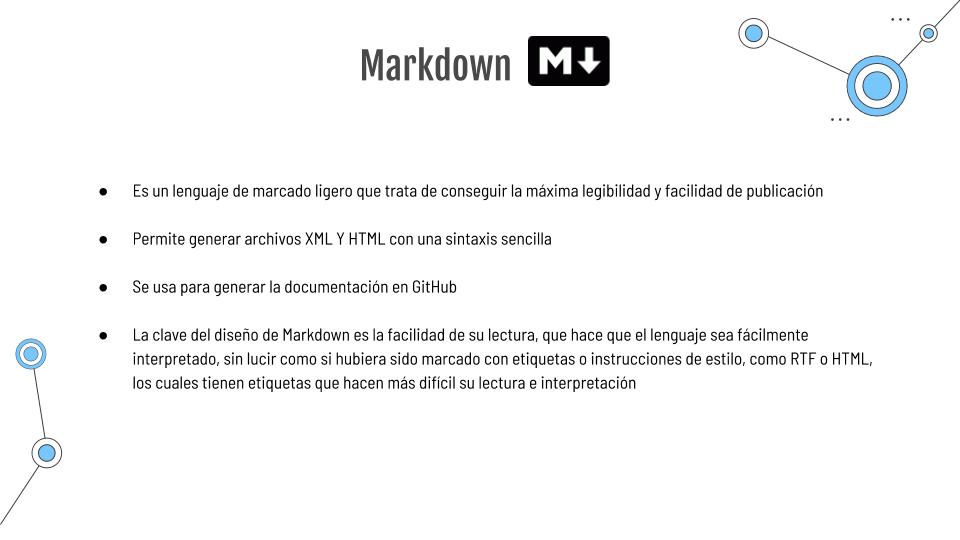 Markdown M
● Es un lenguaje de marcado ligero que trata de conseguir la máxima legibilidad y facilidad de publicación
● Permite generar archivos XML Y HTML con una sintaxis sencilla
● Se usa para generar la documentación en GitHub
● La clave del diseño de Markdown es la facilidad de su lectura, que hace que el lenguaje sea fácilmente
interpretado, sin lucir como si hubiera sido marcado con etiquetas o instrucciones de estilo, como RTF o HTML,
los cuales tienen etiquetas que hacen más difícil su lectura e interpretación